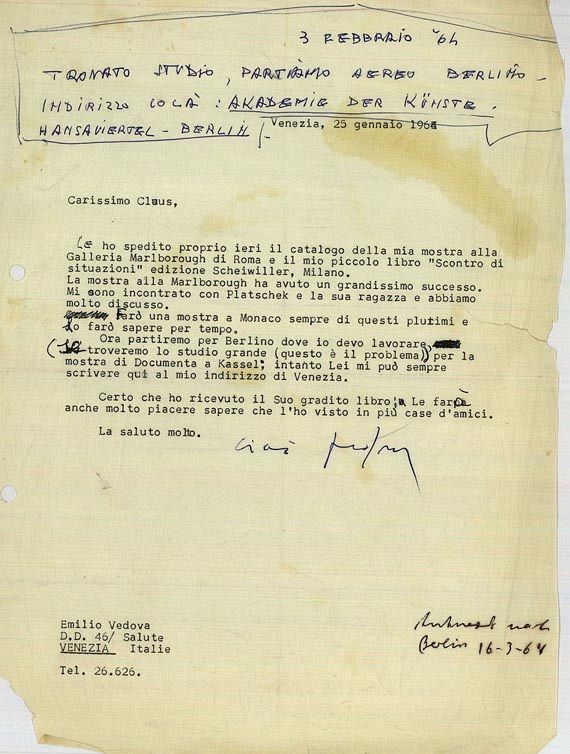 3 FEBBRAIO '64
TROVATO STUDIO, PARTIAMO AEREO BERLINO -
INDIRIZZO COLÀ: AKADEMIE DER KÜNSTE -
HANSAVIERTEL - BERLIN
Venezia, 25 gennaio 1964
Carissimo Claus,
Le ho spedito proprio ieri il catalogo della mia mostra alla
Galleria Marlborough di Roma e il mio piccolo libro "Scontro di
situazioni" edizione Scheiwiller, Milano.
La mostra alla Marlborough ha avuto un grandissimo successo.
Mi sono incontrato con Platschek e la sua ragazza e abbiamo
molto discusso.
Farò una mostra a Monaco sempre di questi plutimi e
lo farò sapere per tempo.
Ora partiremo per Berlino dove io devo lavorare
(se troveremo lo studio grande (questo è il problema)) per la
mostra di Documenta a Kassel; intanto Lei mi può sempre
scrivere qui al mio indirizzo di Venezia.
Certo che ho ricevuto il Suo gradito libro; Le farà
anche molto piacere sapere che l'ho visto in più case d'amici.
La saluto molto.
ciao
Emilio Vedova
D.D. 46/ Salute
VENEZIA Italie
Tel. 26.626.
Antwort nach
Berlin 16-3-64